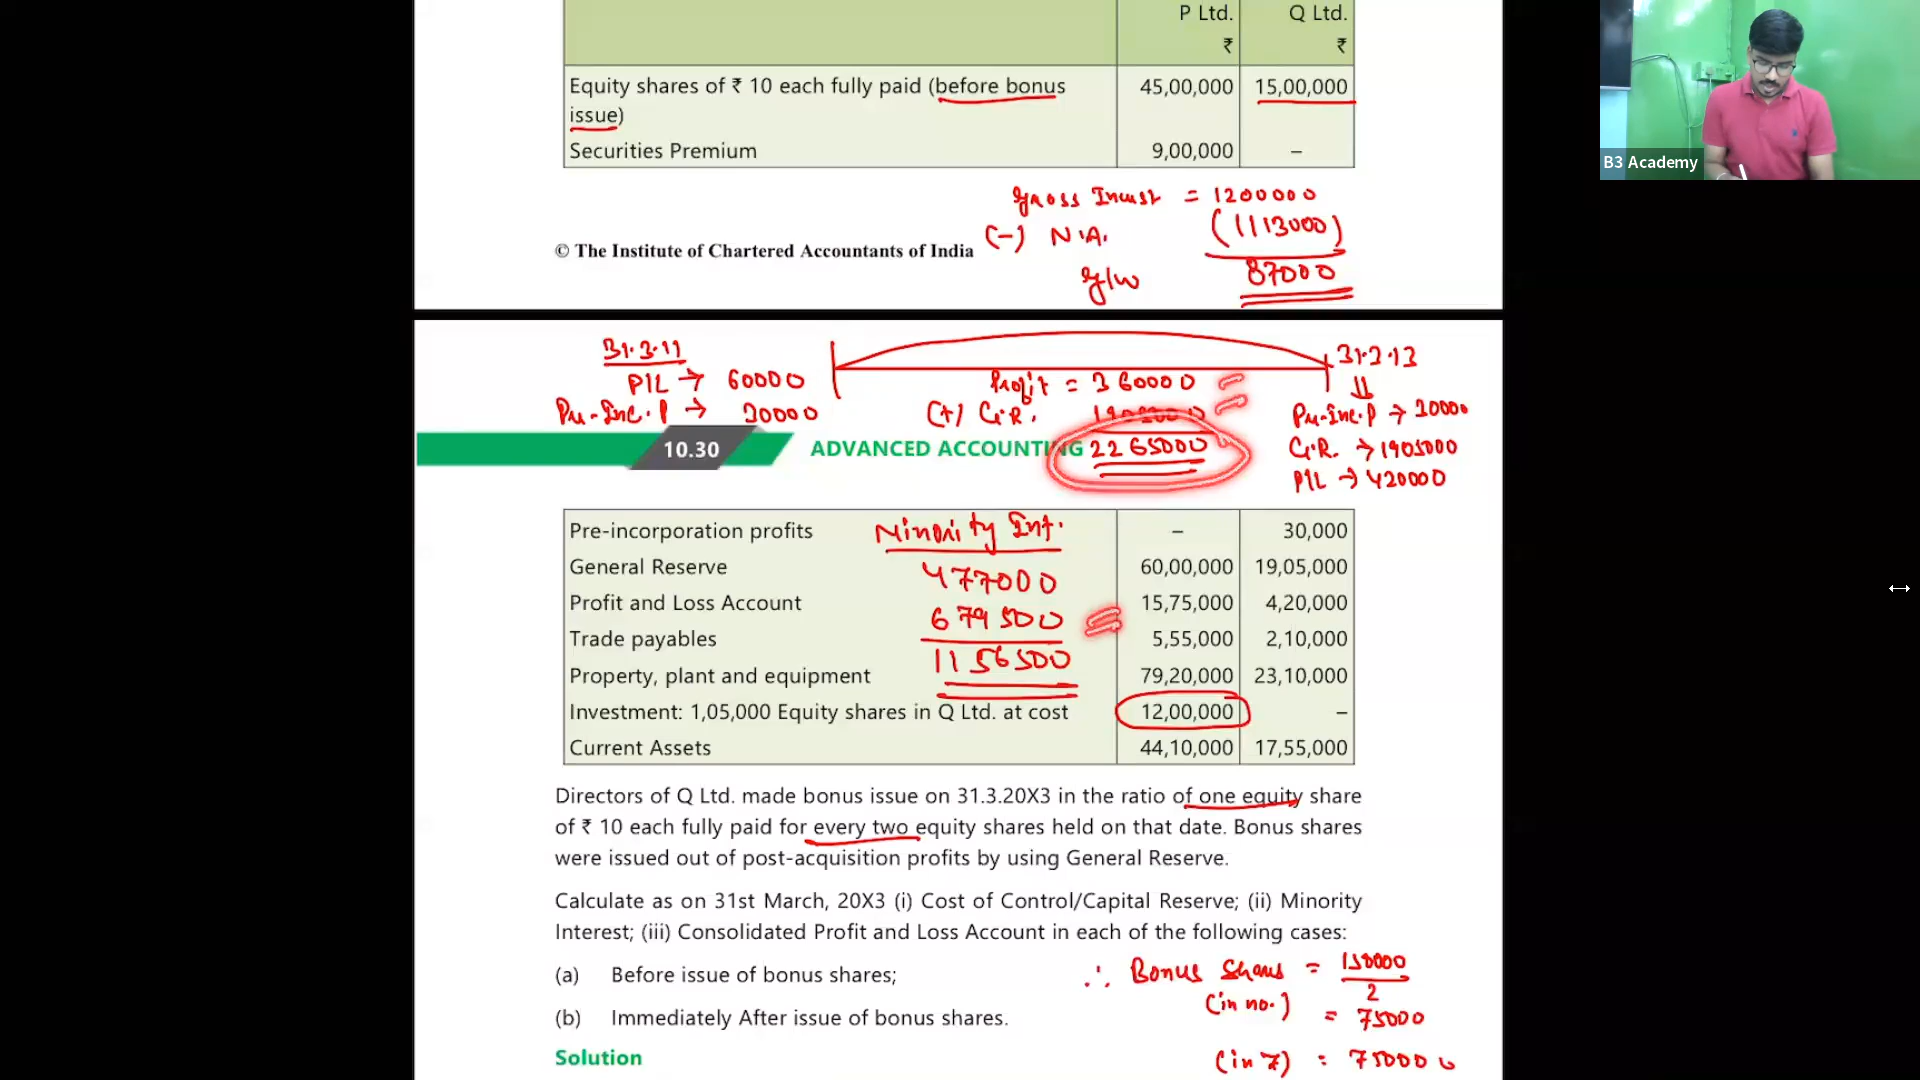 P Ltd. Q Ltd.
₹ ₹
Equity shares of ₹ 10 each fully paid (before bonus issue) 45,00,000 15,00,000
Securities Premium 9,00,000 –
Gross Invest = 1200000
(-) N.A. (1113000)
G/w 87000
© The Institute of Chartered Accountants of India
31.3.11
P/L → 60000
Pre-Inc. P → 30000
Profit = 360000
(+) G.R. 1905000
2265000
31.3.13
⇓
Pre-Inc. P → 30000
G.R. → 1905000
P/L → 420000
10.30 ADVANCED ACCOUNTING
Minority Int.
477000
679500
1156500
Pre-incorporation profits – 30,000
General Reserve 60,00,000 19,05,000
Profit and Loss Account 15,75,000 4,20,000
Trade payables 5,55,000 2,10,000
Property, plant and equipment 79,20,000 23,10,000
Investment: 1,05,000 Equity shares in Q Ltd. at cost 12,00,000 –
Current Assets 44,10,000 17,55,000
Directors of Q Ltd. made bonus issue on 31.3.20X3 in the ratio of one equity share
of ₹ 10 each fully paid for every two equity shares held on that date. Bonus shares
were issued out of post-acquisition profits by using General Reserve.
Calculate as on 31st March, 20X3 (i) Cost of Control/Capital Reserve; (ii) Minority
Interest; (iii) Consolidated Profit and Loss Account in each of the following cases:
(a) Before issue of bonus shares;
(b) Immediately After issue of bonus shares.
∴ Bonus Shares = 150000
2
(in no.) = 75000
(in ₹) = 750000
Solution
B3 Academy